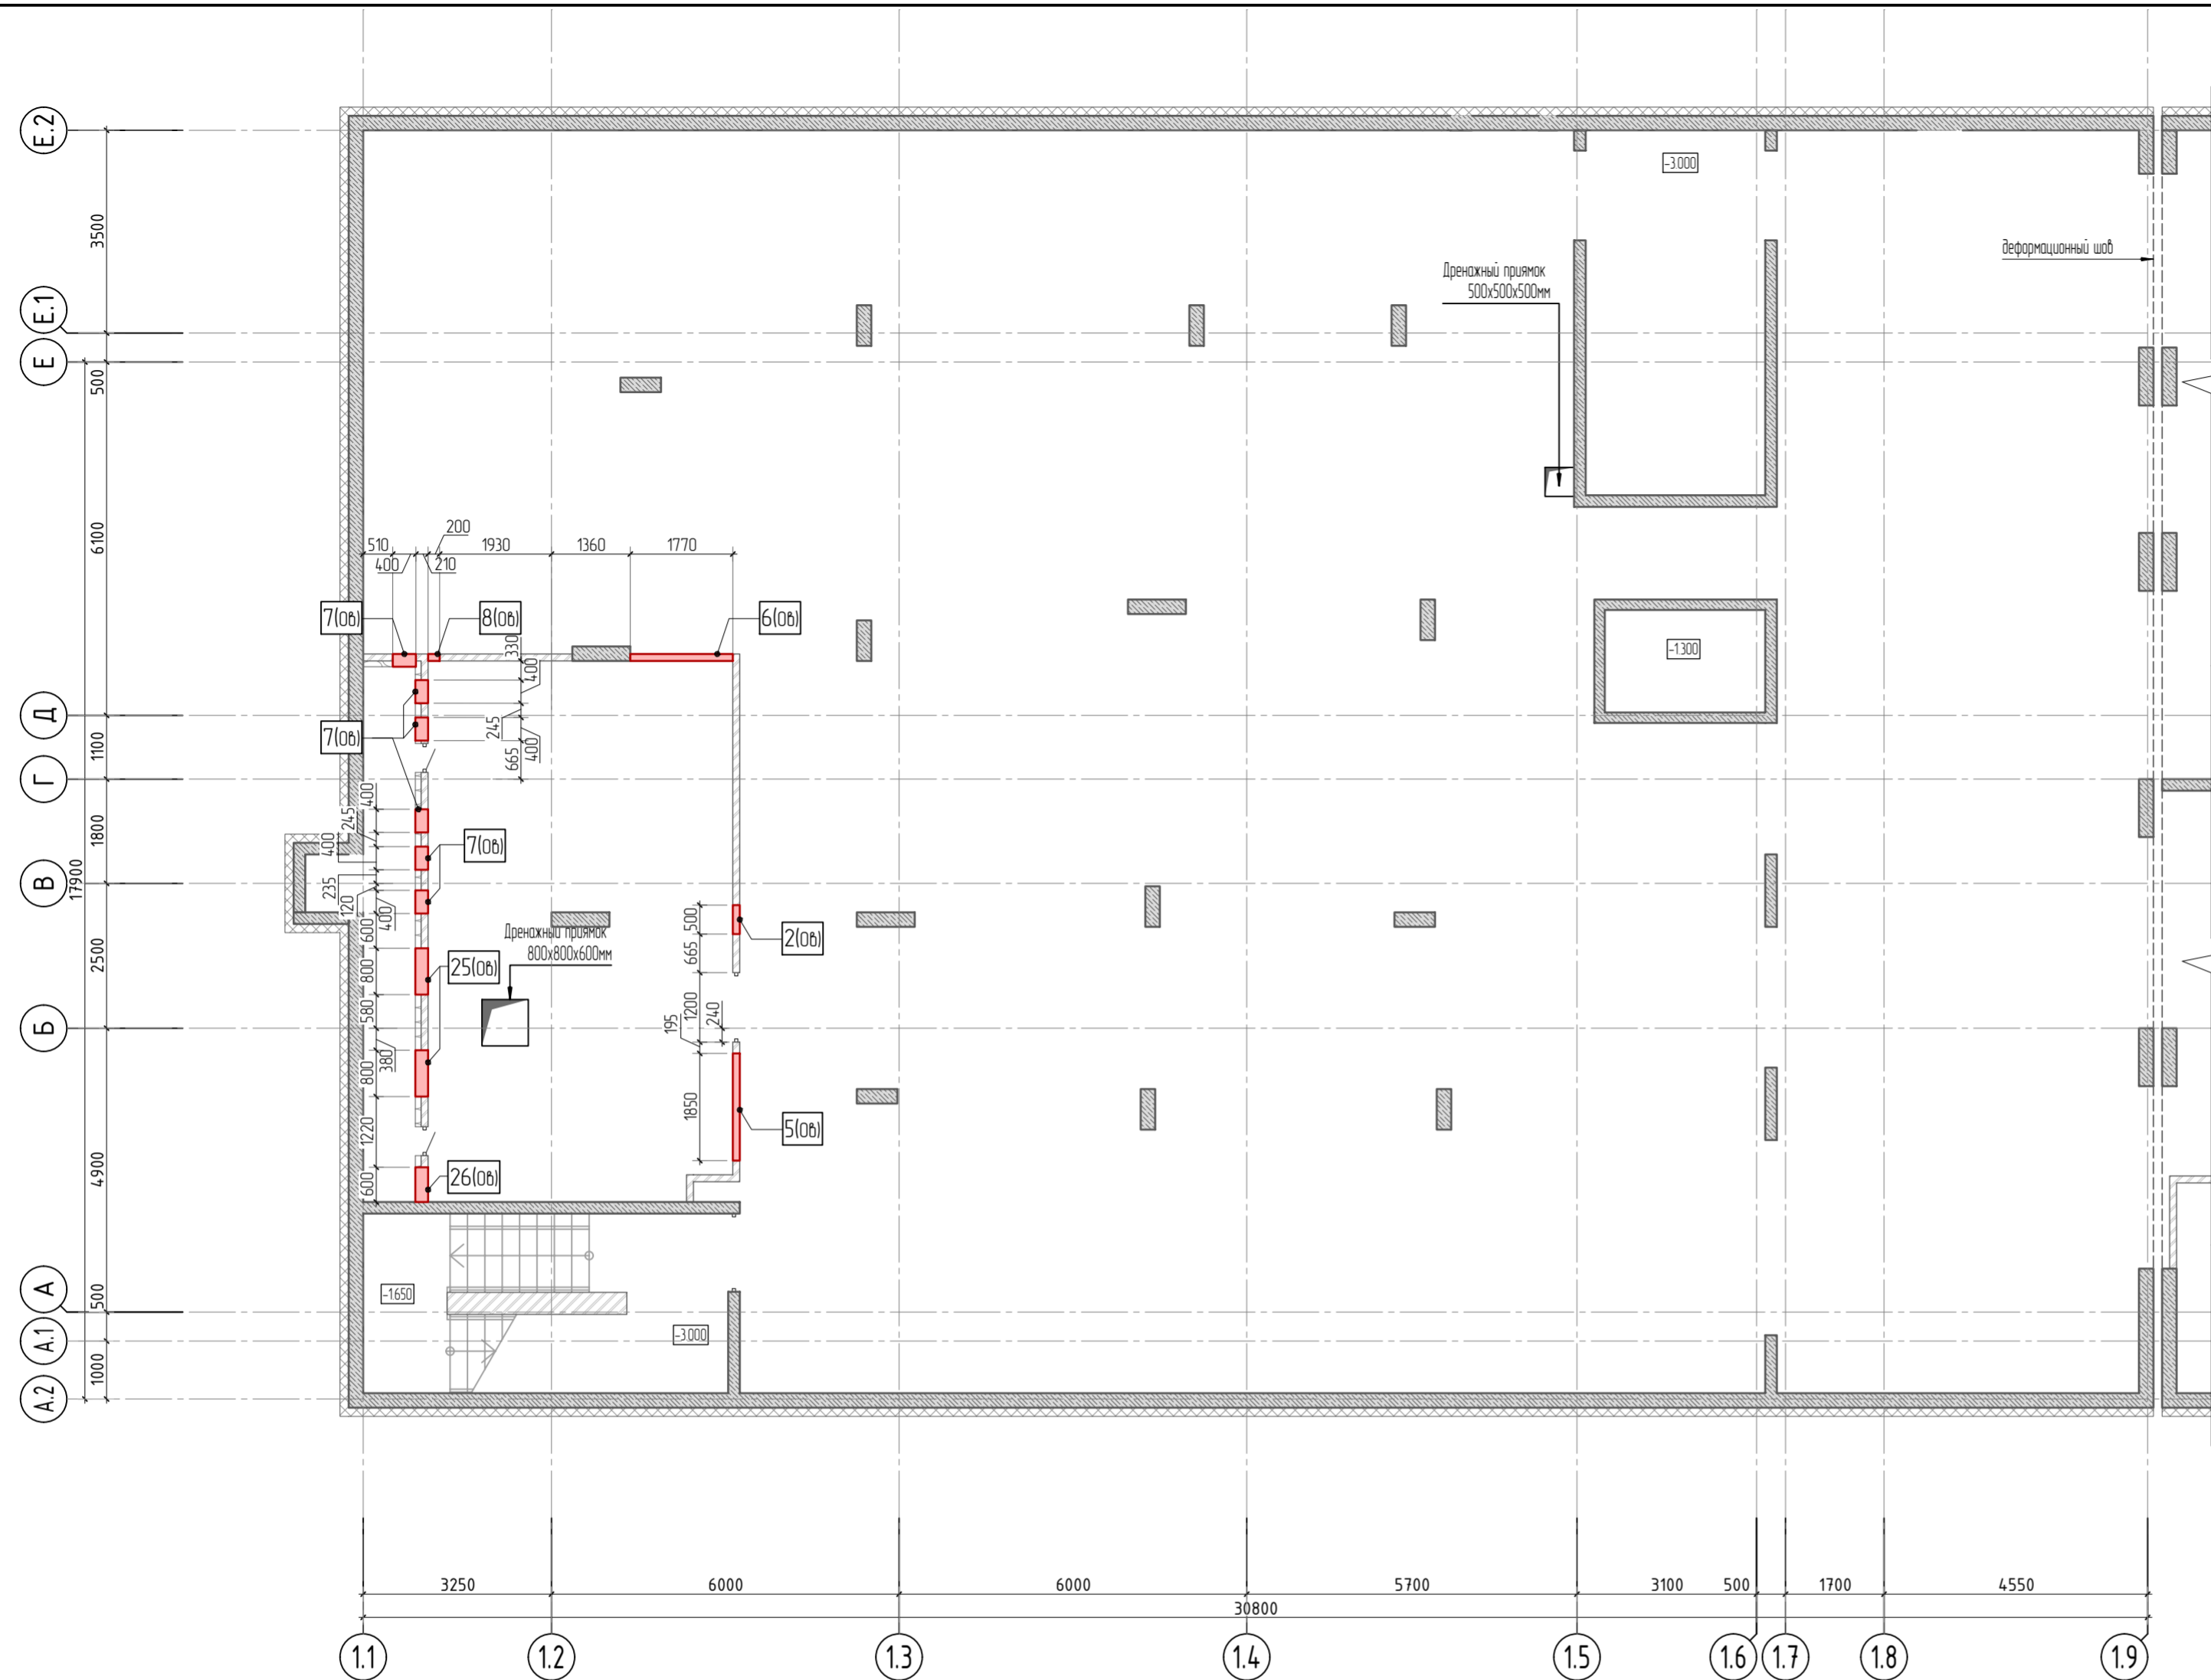 Е.2
3500
-3.000
деформационный шов
Дренажный приямок
500х500х500мм
Е.1
Е
500
6100
200
510
1930
1360
1770
400
210
7(ОВ)
8(ОВ)
6(ОВ)
330
400
-1.300
Д
7(ОВ)
245
400
665
1100
Г
400
245
1800
400
7(ОВ)
В
17900
235
120
400
600
500
2(ОВ)
Дренажный приямок
800х800х600мм
665
2500
25(ОВ)
800
580
1200
240
195
Б
380
800
1850
5(ОВ)
1220
4900
26(ОВ)
600
-1.650
А
500
-3.000
А.1
1000
А.2
3250
6000
6000
5700
3100
500
1700
4550
30800
1.1
1.2
1.3
1.4
1.5
1.6
1.7
1.8
1.9